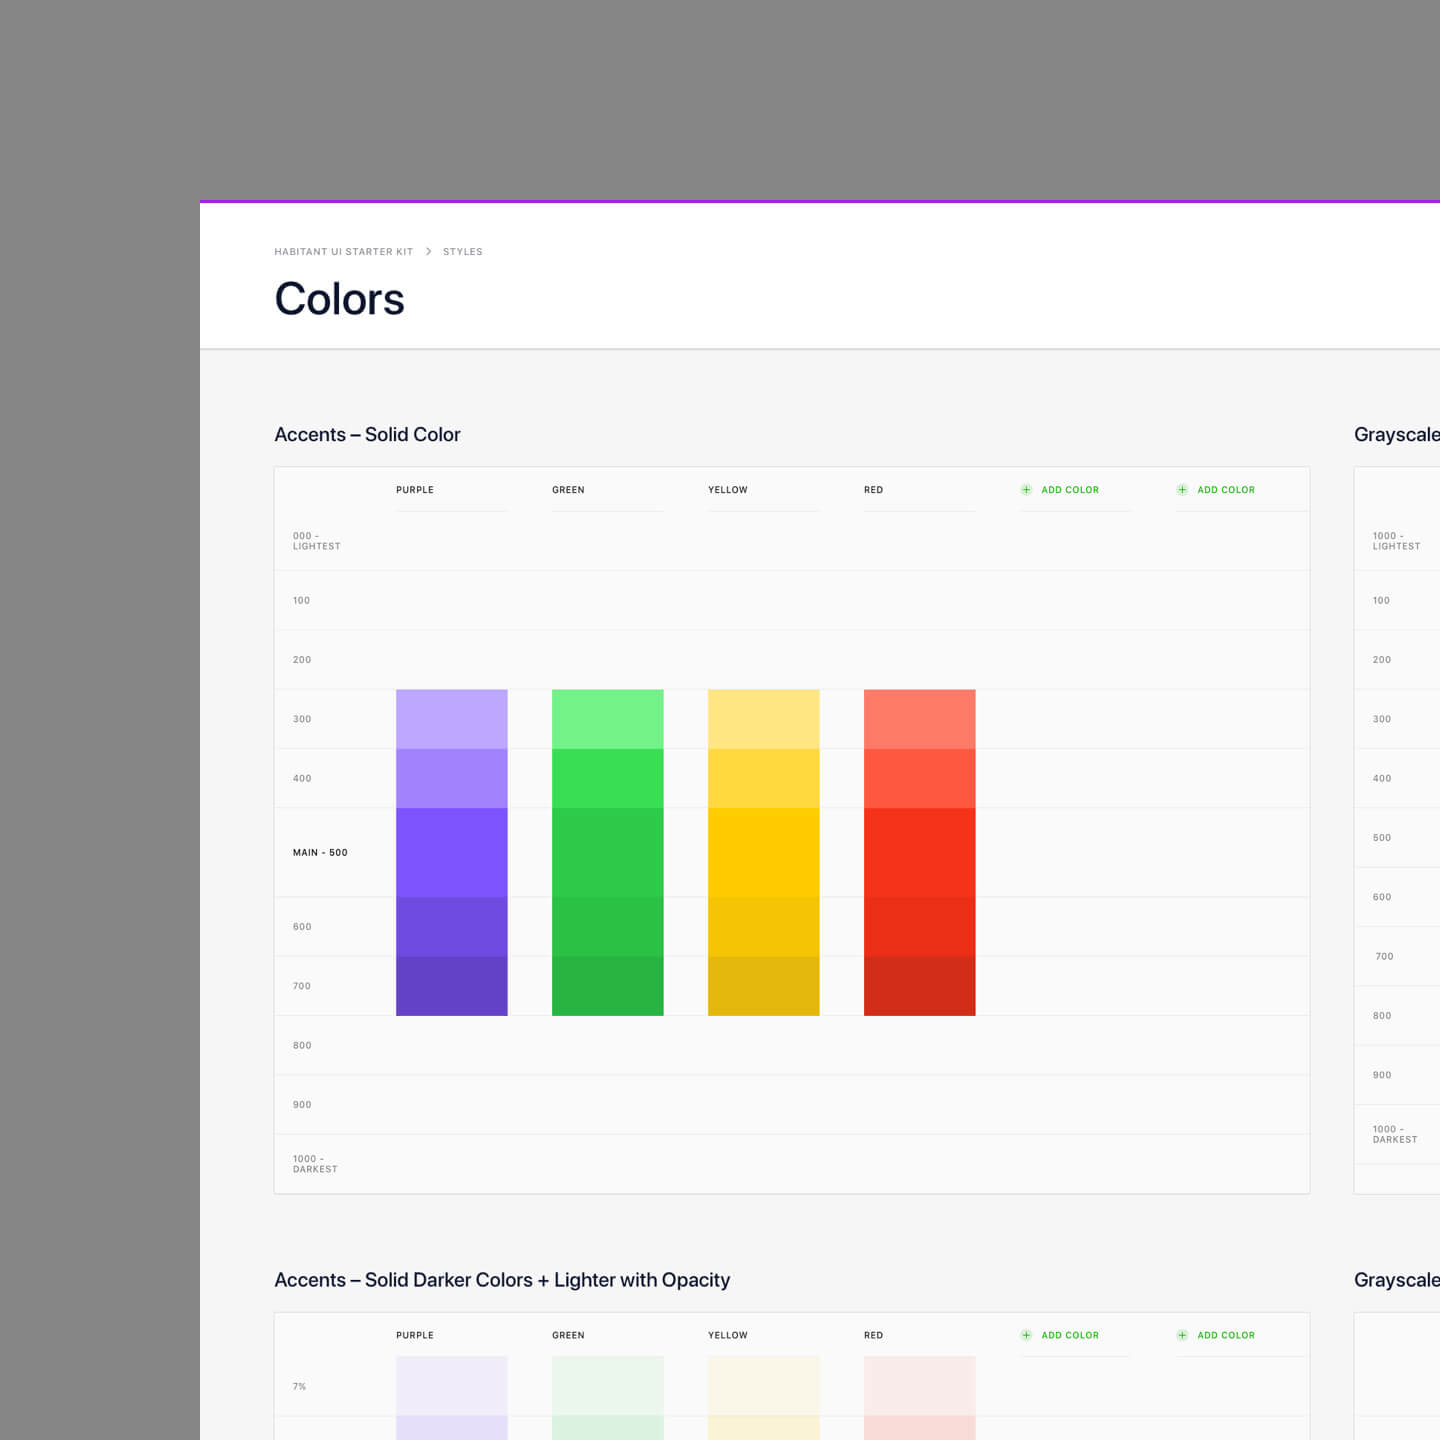 HABITANT UI STARTER KIT > STYLES
Colors
Accents – Solid Color
PURPLE GREEN YELLOW RED + ADD COLOR + ADD COLOR
000 -
LIGHTEST
100
200
300
400
MAIN - 500
600
700
800
900
1000 -
DARKEST
Grayscale
1000 -
LIGHTEST
100
200
300
400
500
600
700
800
900
1000 -
DARKEST
Accents – Solid Darker Colors + Lighter with Opacity
PURPLE GREEN YELLOW RED + ADD COLOR + ADD COLOR
7%
Grayscale